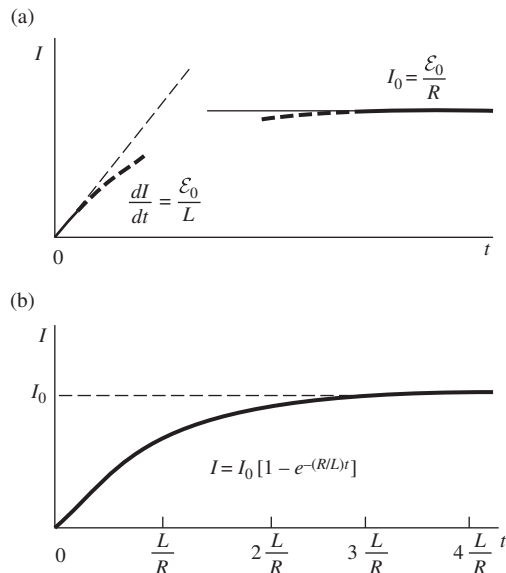 (a)
I
I₀ = ℰ₀/R
dI/dt = ℰ₀/L
0
t
(b)
I
I₀
I = I₀ [1 – e^–(R/L)t]
0
L/R
2 L/R
3 L/R
4 L/R
t